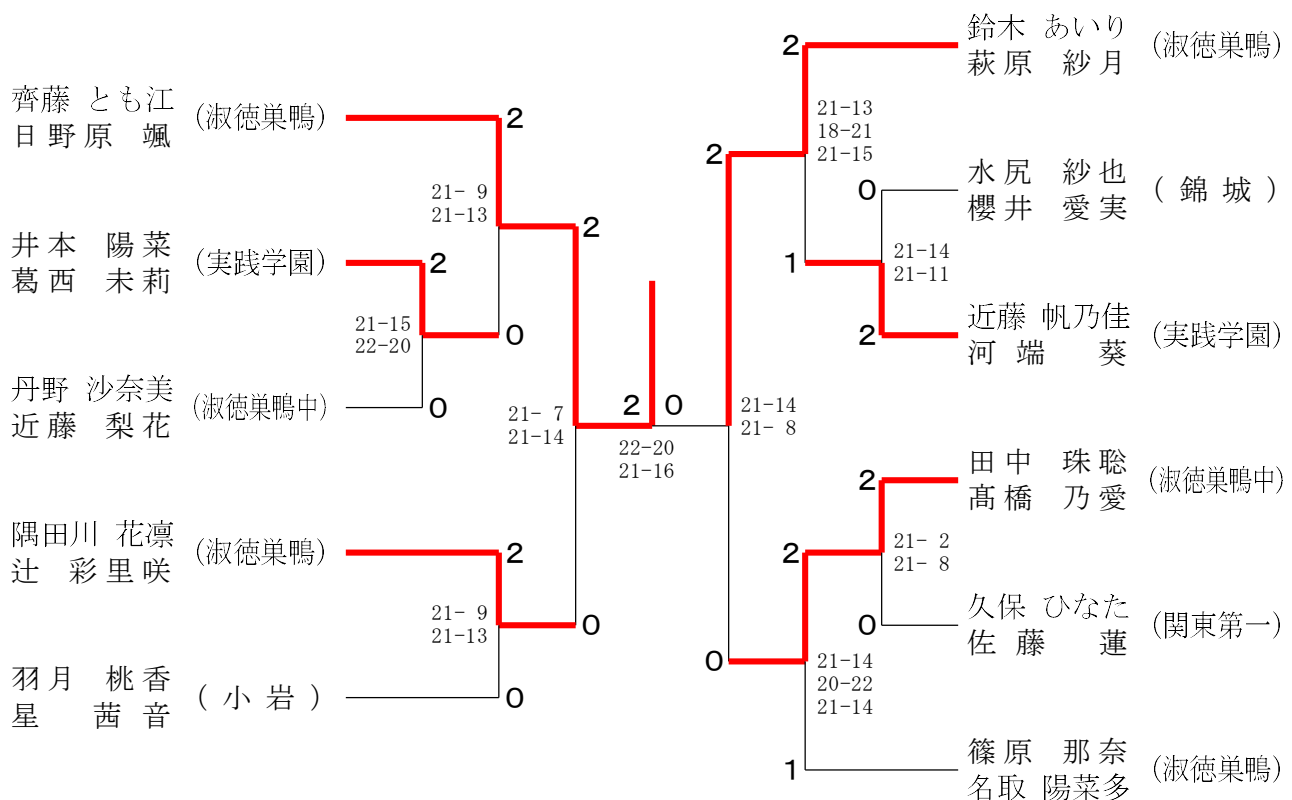 齊藤 とも江
日野原 颯
(淑徳巣鴨)
2
21- 9
21-13
井本 陽菜
葛西 未莉
(実践学園)
2
21-15
22-20
0
丹野 沙奈美
近藤 梨花
(淑徳巣鴨中)
0
2
21- 7
21-14
隅田川 花凛
辻 彩里咲
(淑徳巣鴨)
2
21- 9
21-13
0
羽月 桃香
星 茜音
(小岩)
0
2 0
22-20
21-16
鈴木 あいり
萩原 紗月
(淑徳巣鴨)
2
21-13
18-21
21-15
2
水尻 紗也
櫻井 愛実
(錦城)
0
21-14
21-11
1
近藤 帆乃佳
河端 葵
(実践学園)
2
21-14
21- 8
田中 珠聡
髙橋 乃愛
(淑徳巣鴨中)
2
21- 2
21- 8
2
久保 ひなた
佐藤 蓮
(関東第一)
0
0
21-14
20-22
21-14
篠原 那奈
名取 陽菜多
(淑徳巣鴨)
1